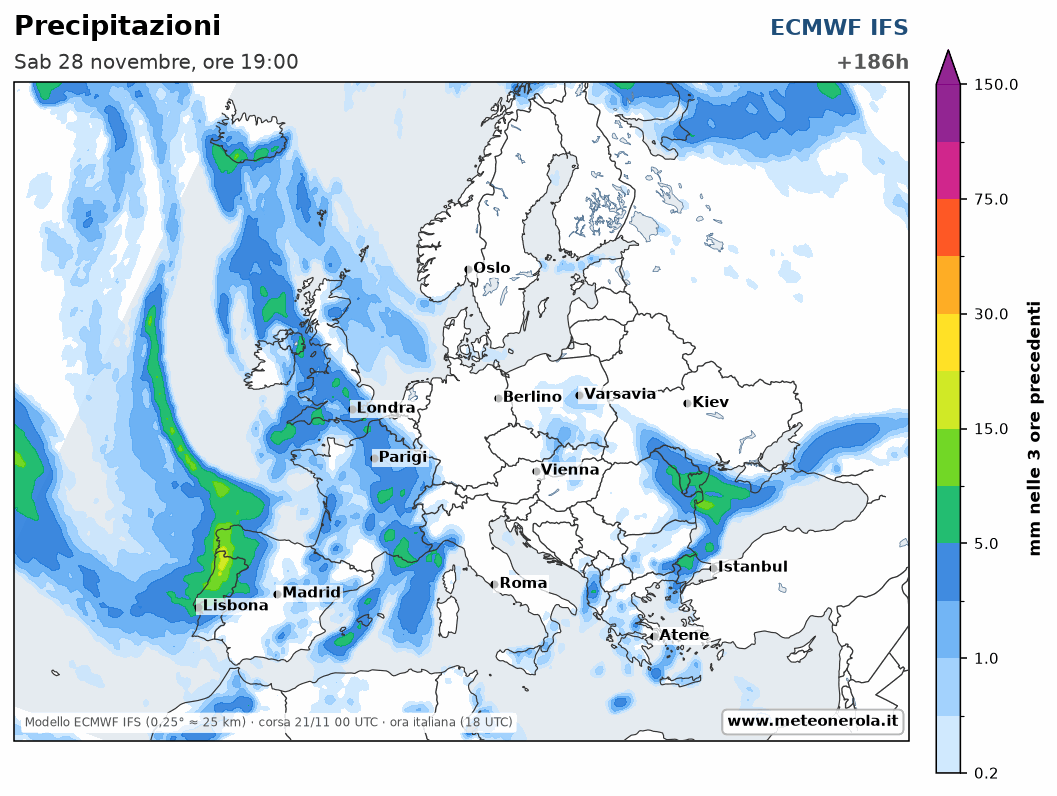 Precipitazioni
ECMWF IFS
Sab 28 novembre, ore 19:00
+186h
150.0
75.0
30.0
15.0
5.0
1.0
0.2
mm nelle 3 ore precedenti
Oslo
Berlino
Varsavia
Kiev
Londra
Parigi
Vienna
Istanbul
Roma
Madrid
Lisbona
Atene
Modello ECMWF IFS (0,25° ≈ 25 km) · corsa 21/11 00 UTC · ora italiana (18 UTC)
www.meteonerola.it